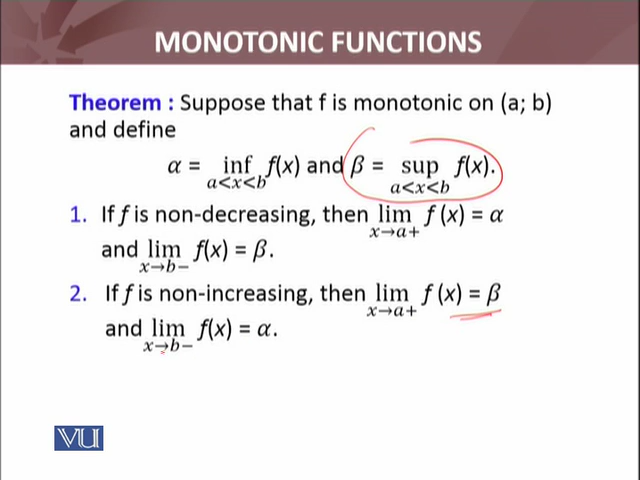 MONOTONIC FUNCTIONS
Theorem : Suppose that f is monotonic on (a; b)
and define
α = inf f(x) and β = sup f(x).
a<x<b a<x<b
1. If f is non-decreasing, then lim f (x) = α
x→a+
and lim f(x) = β.
x→b−
2. If f is non-increasing, then lim f (x) = β
x→a+
and lim f(x) = α.
x→b−
VU